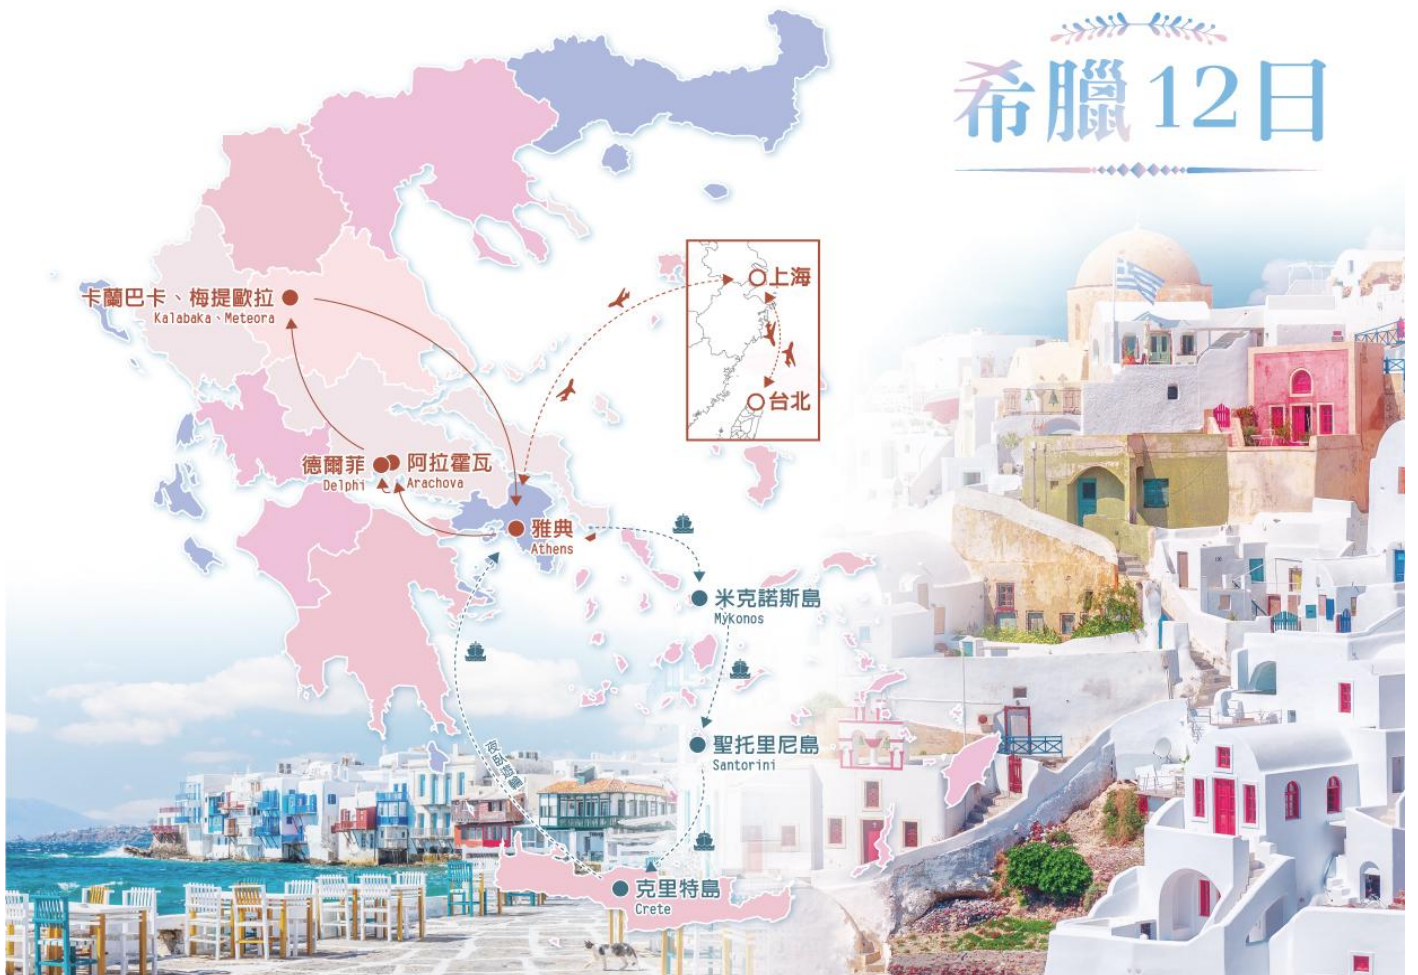 希臘12日
上海
台北
卡蘭巴卡、梅提歐拉
Kalabaka、Meteora
德爾菲
Delphi
阿拉霍瓦
Arachova
雅典
Athens
米克諾斯島
Mykonos
聖托里尼島
Santorini
夜臥遊輪
克里特島
Crete